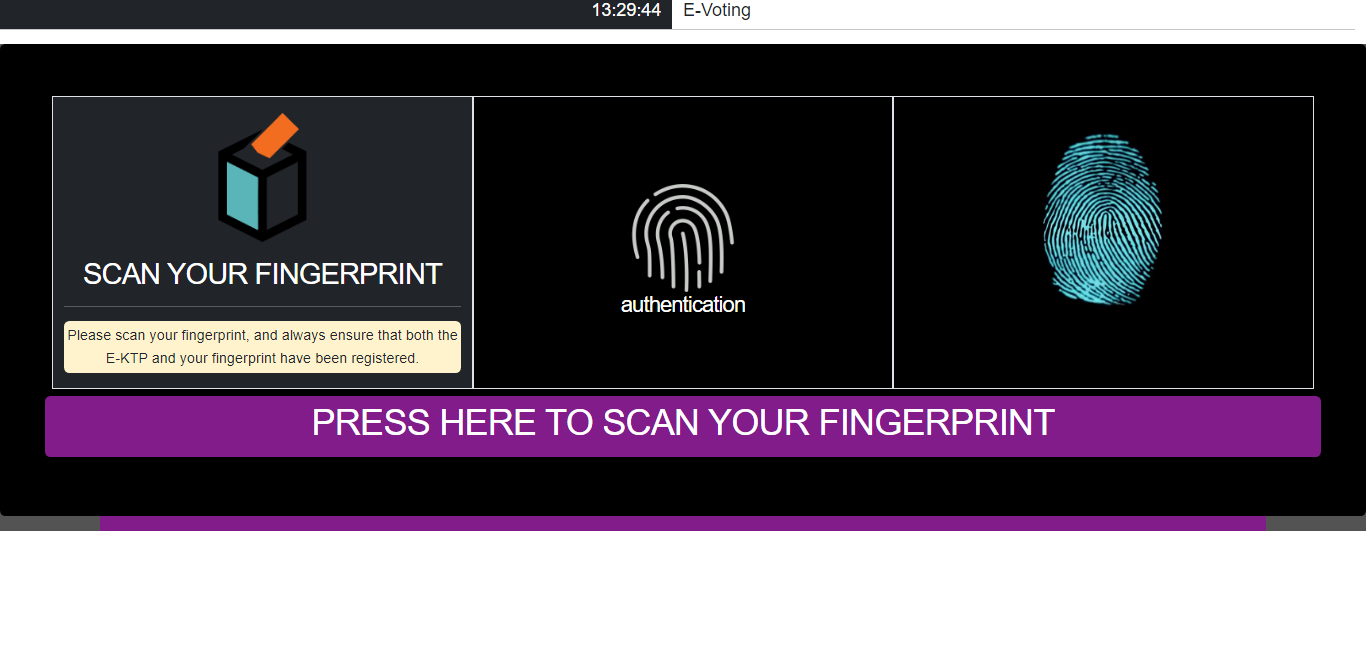 13:29:44
E-Voting
SCAN YOUR FINGERPRINT
Please scan your fingerprint, and always ensure that both the
E-KTP and your fingerprint have been registered.
authentication
PRESS HERE TO SCAN YOUR FINGERPRINT